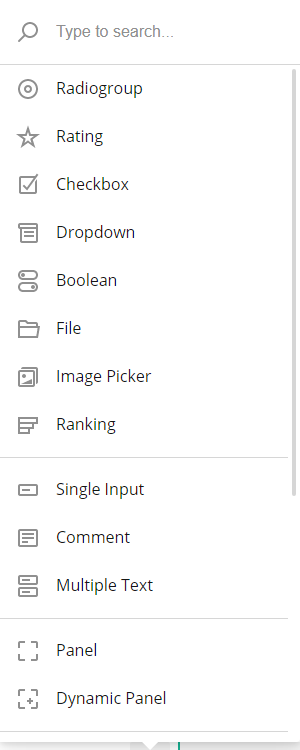 Type to search...
Radiogroup
Rating
Checkbox
Dropdown
Boolean
File
Image Picker
Ranking
Single Input
Comment
Multiple Text
Panel
Dynamic Panel